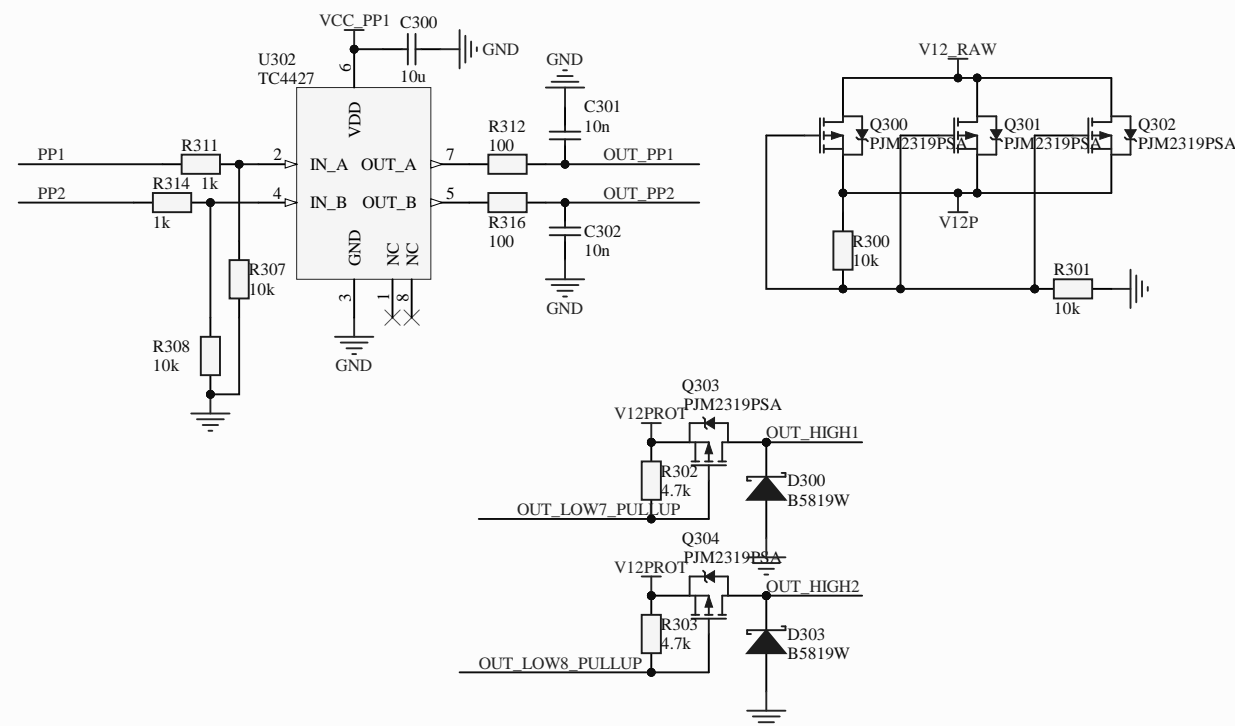 VCC_PP1
C300
10u
GND
U302
TC4427
6
VDD
GND
C301
10n
PP1
R311
1k
2
IN_A
OUT_A
7
R312
100
OUT_PP1
PP2
R314
1k
4
IN_B
OUT_B
5
R316
100
OUT_PP2
C302
10n
GND
GND
NC
NC
3
1
8
GND
R307
10k
R308
10k
V12_RAW
Q300
PJM2319PSA
Q301
PJM2319PSA
Q302
PJM2319PSA
V12P
R300
10k
R301
10k
Q303
PJM2319PSA
V12PROT
OUT_HIGH1
R302
4.7k
D300
B5819W
OUT_LOW7_PULLUP
Q304
PJM2319PSA
V12PROT
OUT_HIGH2
R303
4.7k
D303
B5819W
OUT_LOW8_PULLUP